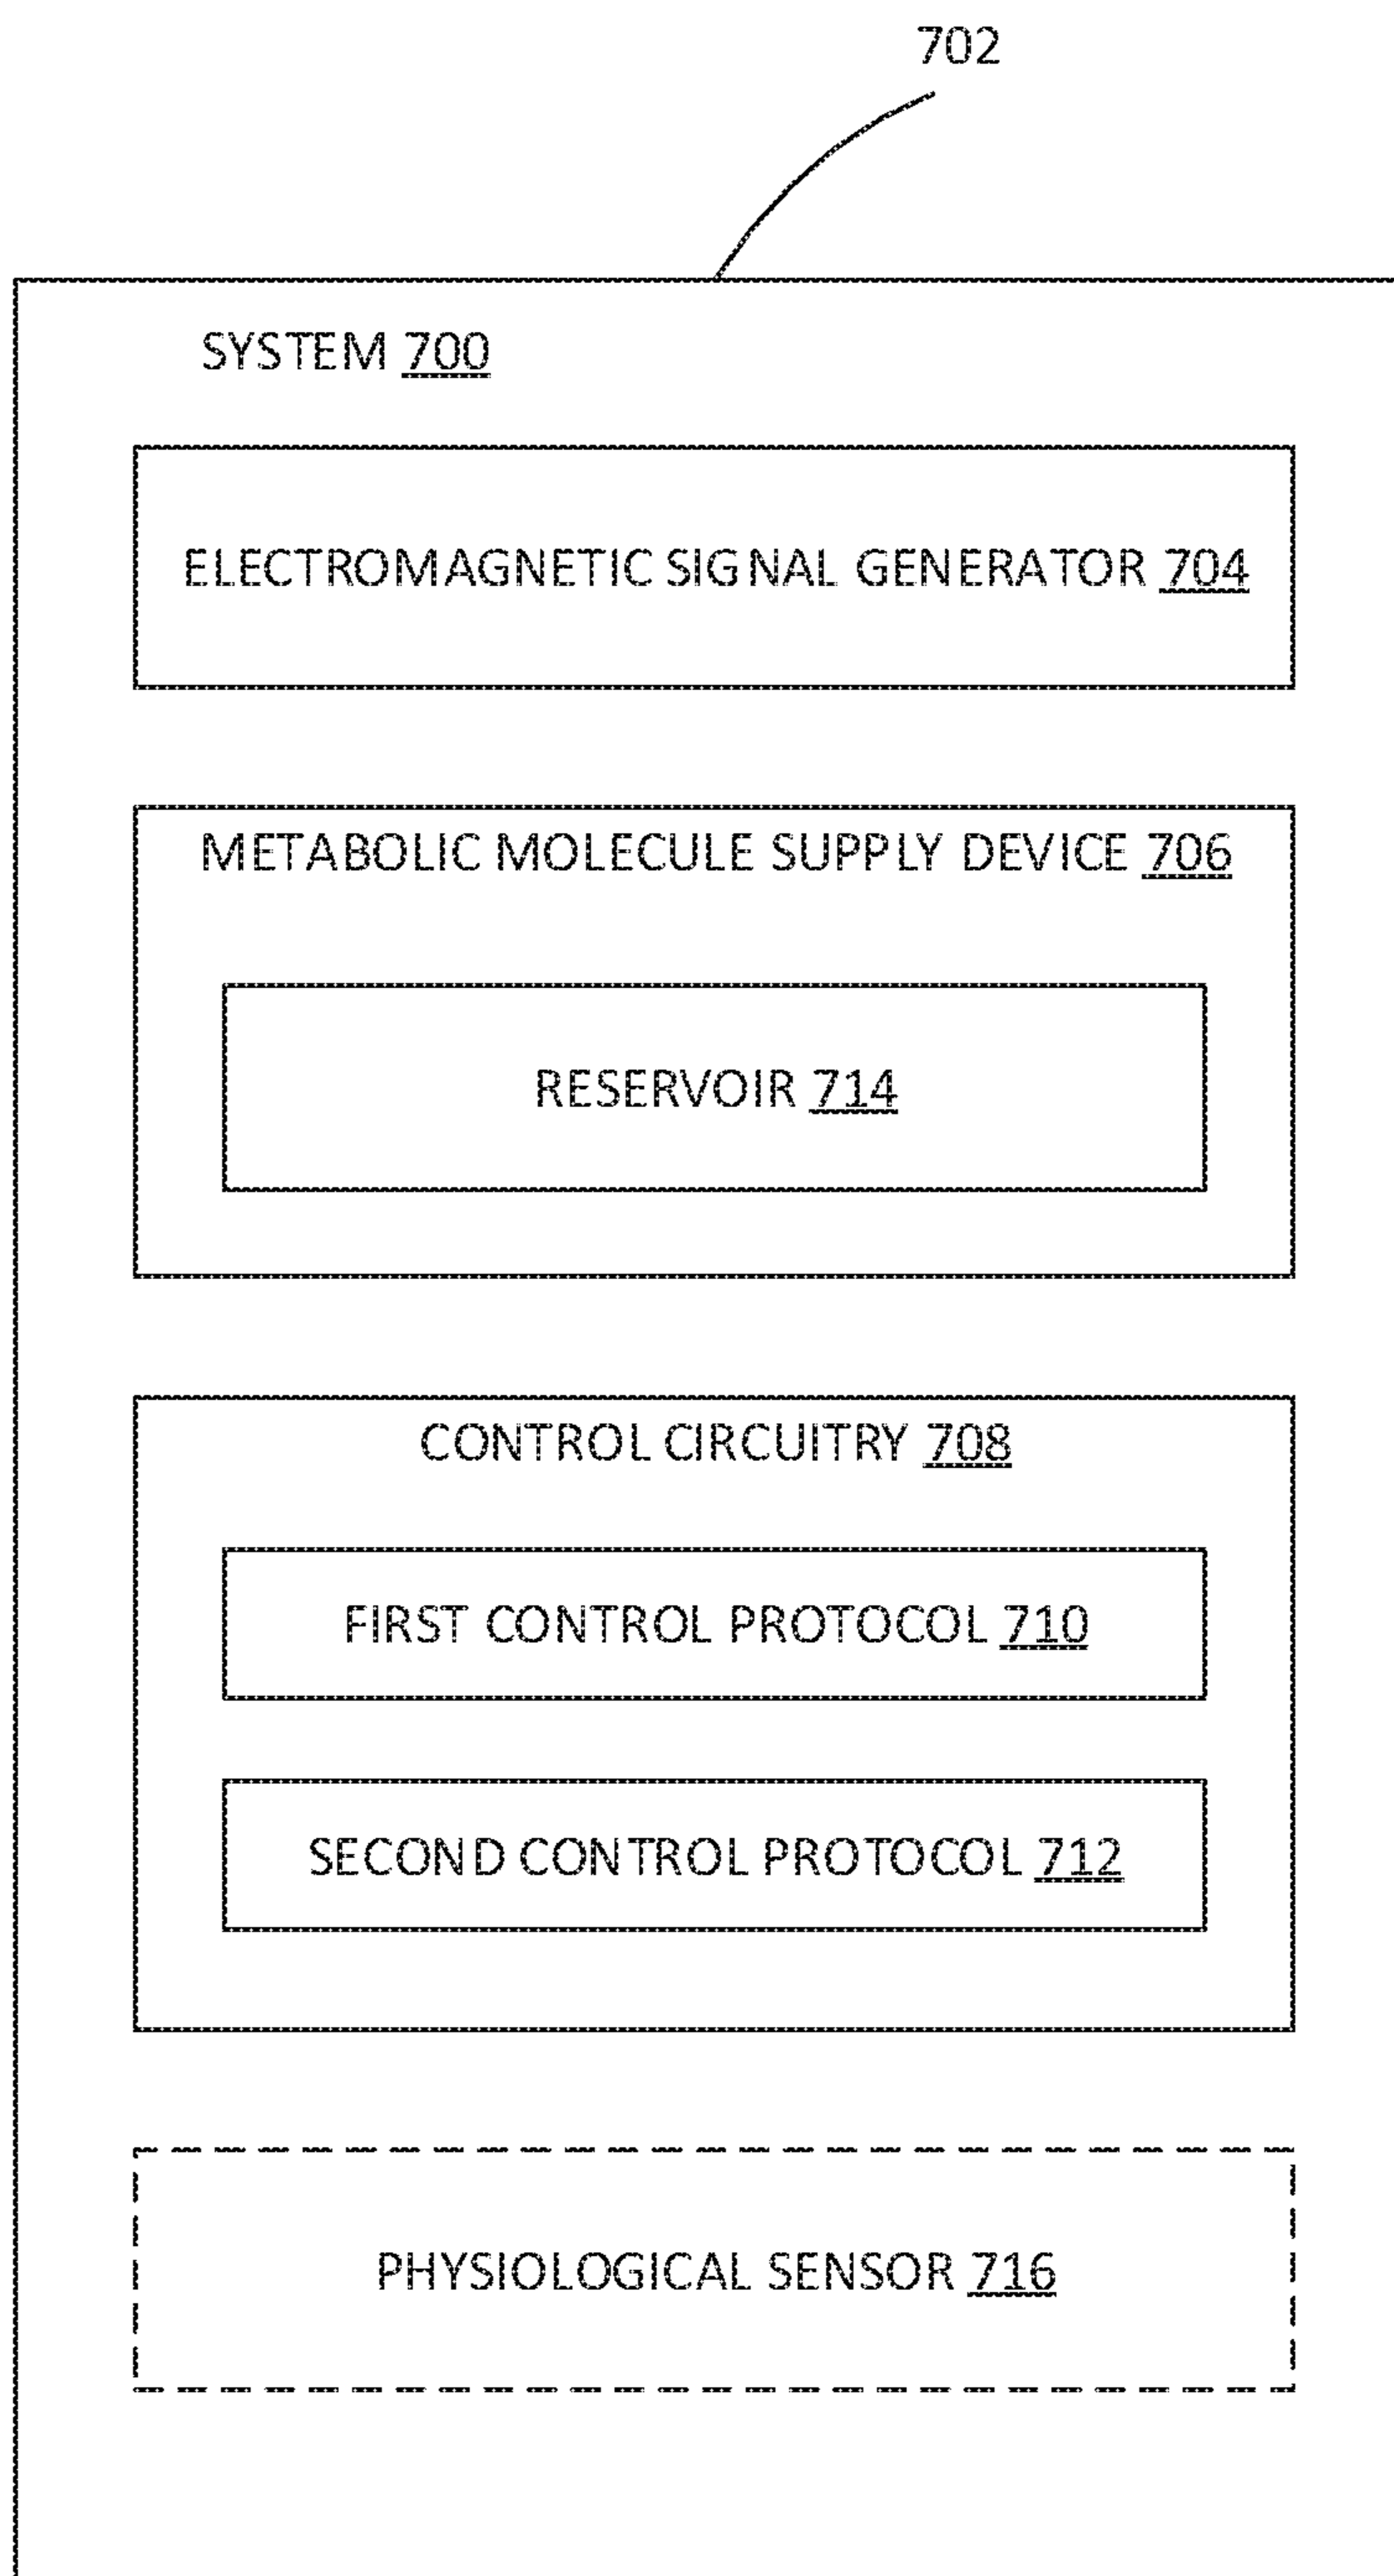 702
SYSTEM 700
ELECTROMAGNETIC SIGNAL GENERATOR 704
METABOLIC MOLECULE SUPPLY DEVICE 706
RESERVOIR 714
CONTROL CIRCUITRY 708
FIRST CONTROL PROTOCOL 710
SECOND CONTROL PROTOCOL 712
PHYSIOLOGICAL SENSOR 716